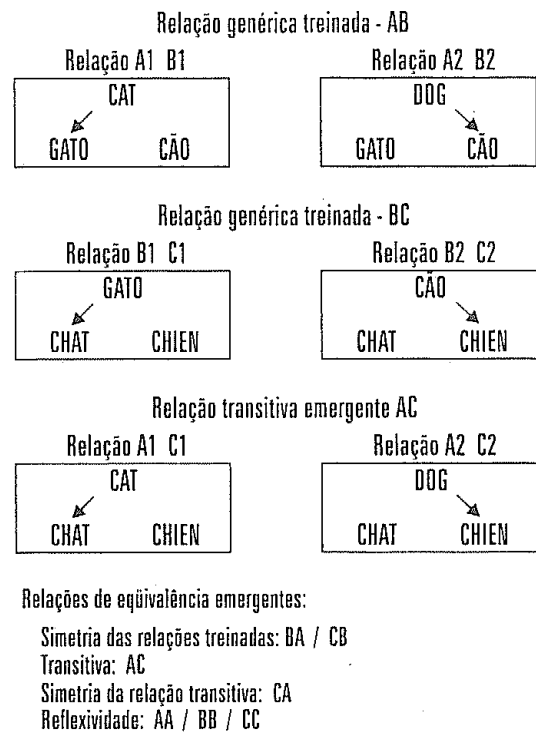 Relação genérica treinada - AB
Relação A1 B1 Relação A2 B2
CAT DOG
GATO CÃO GATO CÃO
Relação genérica treinada - BC
Relação B1 C1 Relação B2 C2
GATO CÃO
CHAT CHIEN CHAT CHIEN
Relação transitiva emergente AC
Relação A1 C1 Relação A2 C2
CAT DOG
CHAT CHIEN CHAT CHIEN
Relações de eqüivalência emergentes:
Simetria das relações treinadas: BA / CB
Transitiva: AC
Simetria da relação transitiva: CA
Reflexividade: AA / BB / CC